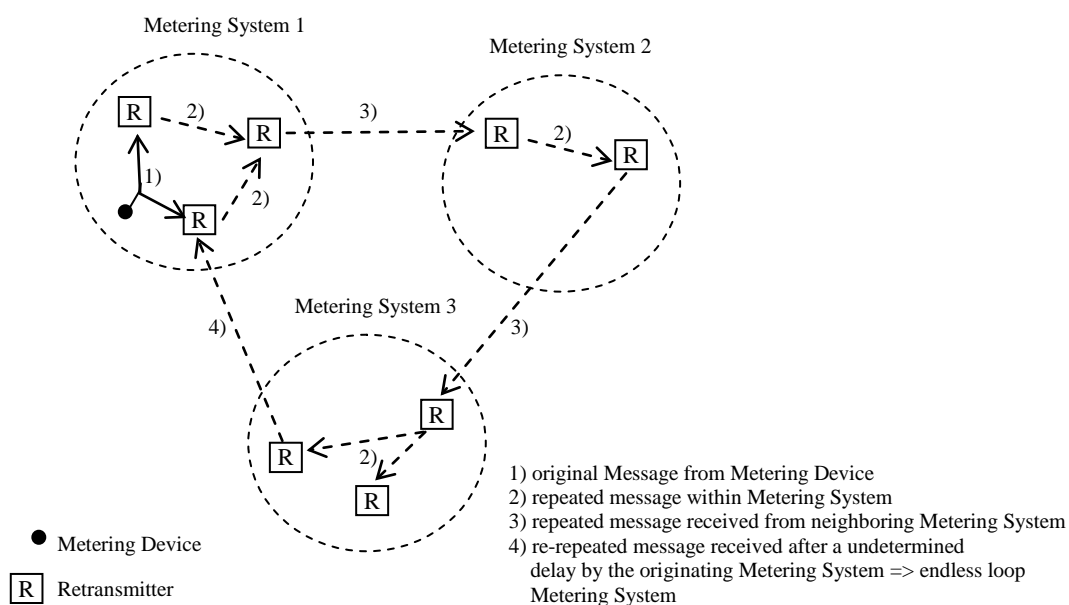 Metering System 1
Metering System 2
R
2)
R
3)
R
2)
R
1)
2)
R
Metering System 3
4)
3)
R
R
2)
R
1) original Message from Metering Device
2) repeated message within Metering System
3) repeated message received from neighboring Metering System
4) re-repeated message received after a undetermined
delay by the originating Metering System => endless loop
Metering System
Metering Device
R Retransmitter